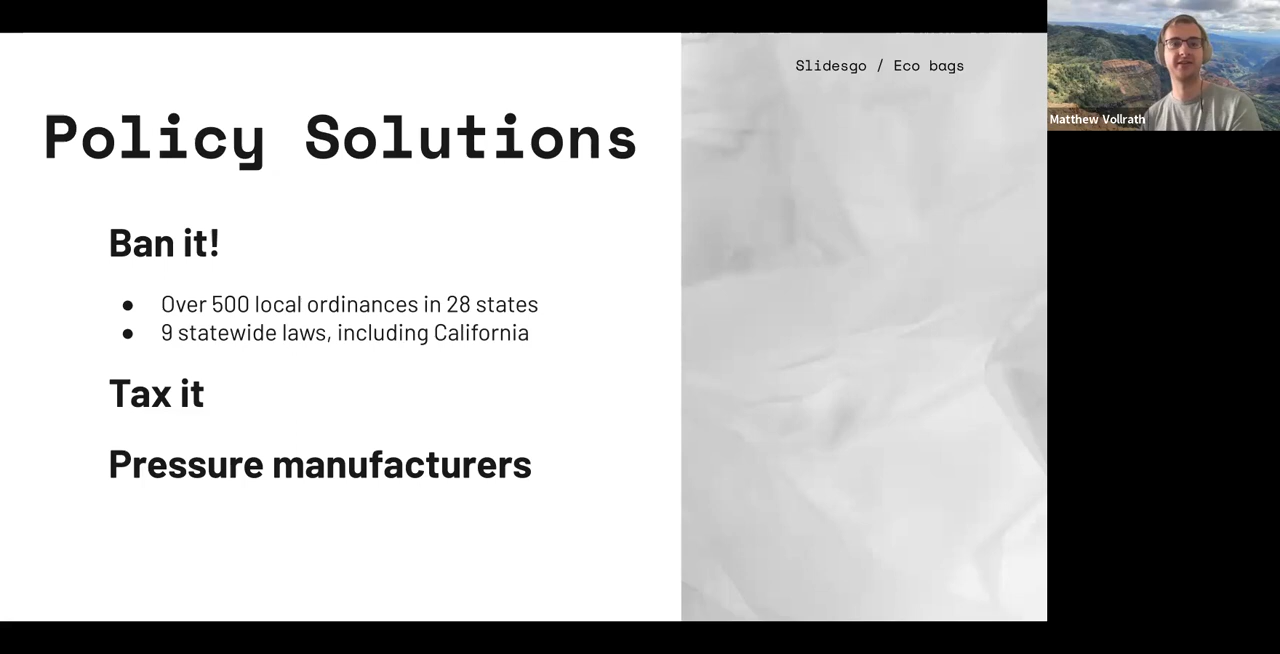 Slidesgo / Eco bags
Policy Solutions
Ban it!
● Over 500 local ordinances in 28 states
● 9 statewide laws, including California
Tax it
Pressure manufacturers
Matthew Vollrath